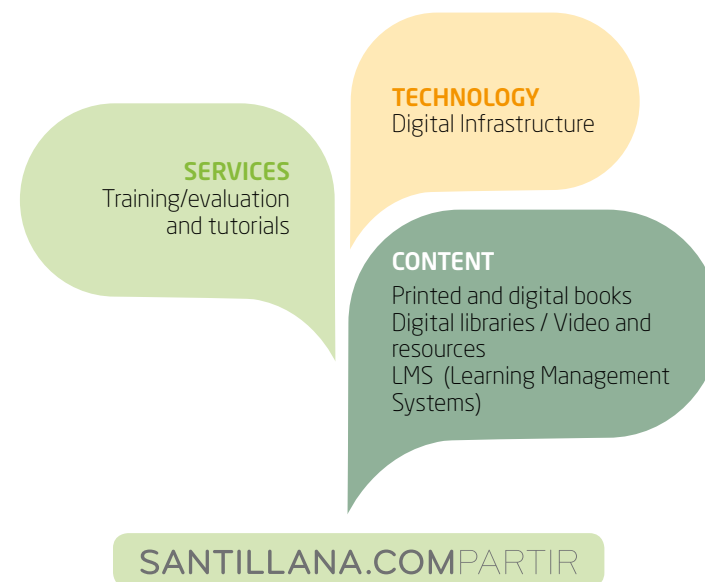 TECHNOLOGY
Digital Infrastructure
SERVICES
Training/evaluation
and tutorials
CONTENT
Printed and digital books
Digital libraries / Video and
resources
LMS (Learning Management
Systems)
SANTILLANA.COMPARTIR